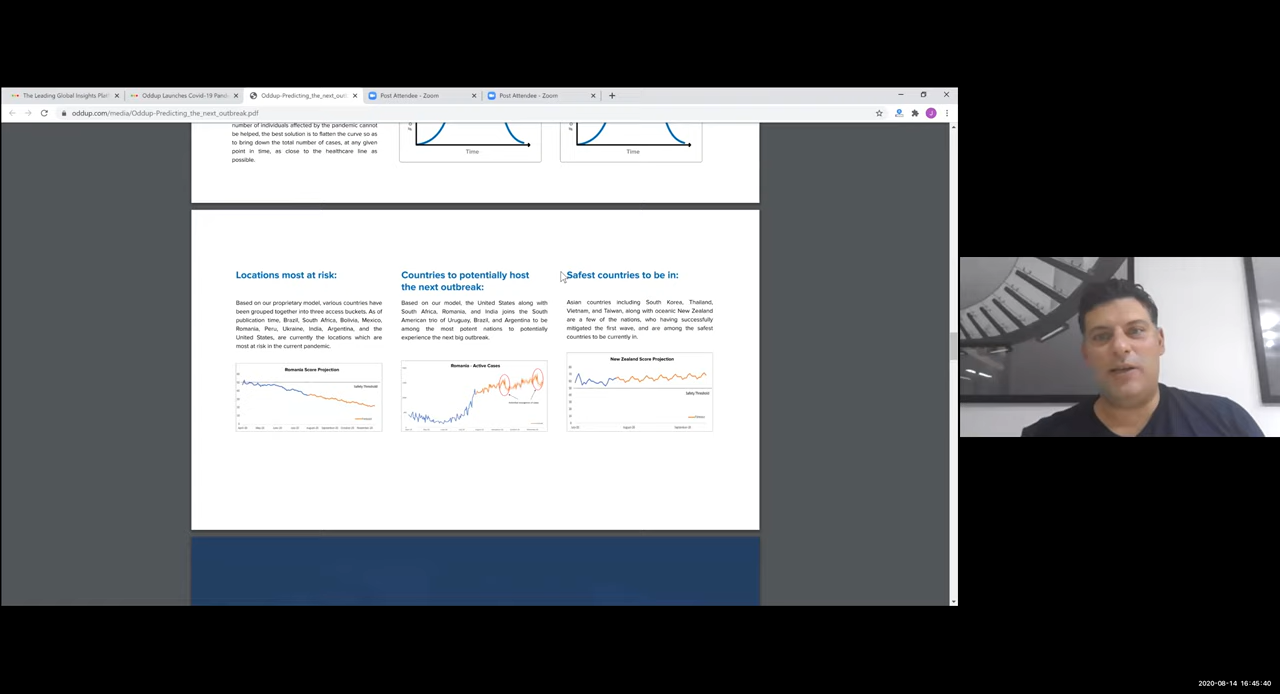 The Leading Global Insights Platf
Oddup Launches Covid-19 Pand
Oddup-Predicting_the_next_outb
Post Attendee - Zoom
Post Attendee - Zoom
oddup.com/media/Oddup-Predicting_the_next_outbreak.pdf
number of individuals affected by the pandemic cannot
be helped, the best solution is to flatten the curve so as
to bring down the total number of cases, at any given
point in time, as close to the healthcare line as
possible.
Time
Time
Locations most at risk:
Based on our proprietary model, various countries have
been grouped together into three access buckets. As of
publication time, Brazil, South Africa, Bolivia, Mexico,
Romania, Peru, Ukraine, India, Argentina, and the
United States, are currently the locations which are
most at risk in the current pandemic.
Romania Score Projection
Safety Threshold
Countries to potentially host
the next outbreak:
Based on our model, the United States along with
South Africa, Romania, and India joins the South
American trio of Uruguay, Brazil, and Argentina to be
among the most potent nations to potentially
experience the next big outbreak.
Romania - Active Cases
Safest countries to be in:
Asian countries including South Korea, Thailand,
Vietnam, and Taiwan, along with oceanic New Zealand
are a few of the nations, who having successfully
mitigated the first wave, and are among the safest
countries to be currently in.
New Zealand Score Projection
Safety Threshold
2020-08-14 16:45:40